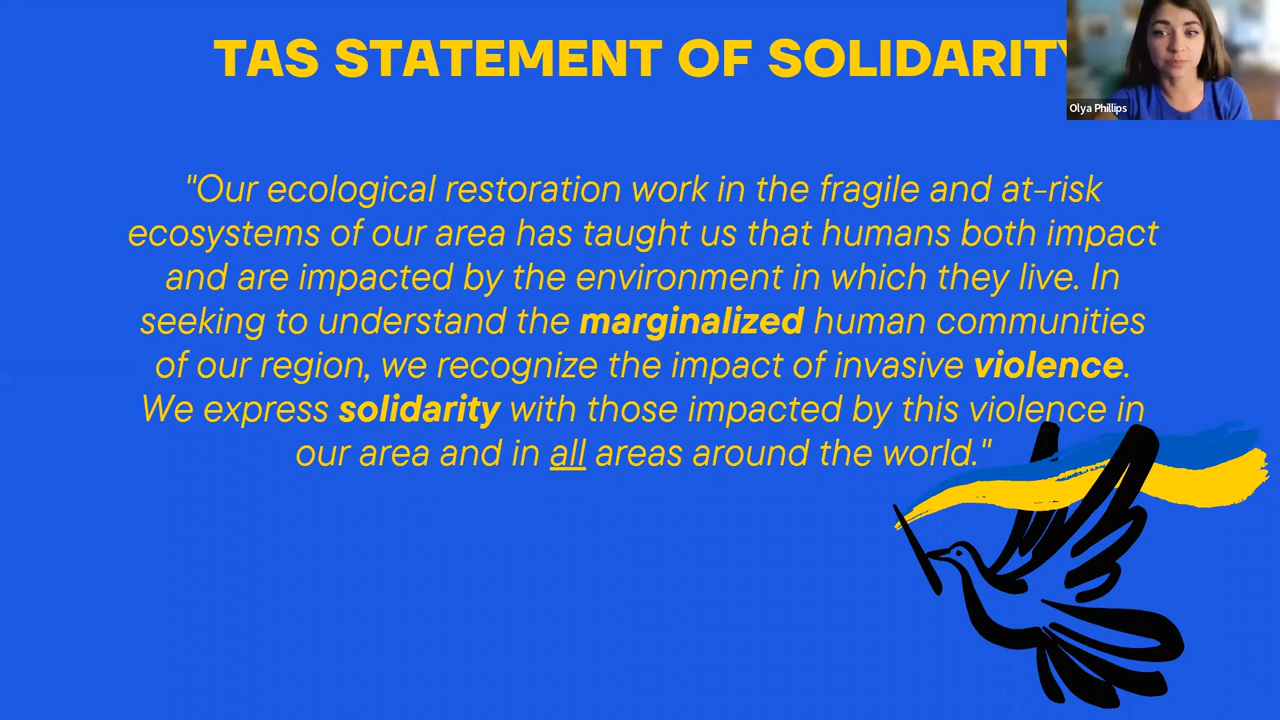 TAS STATEMENT OF SOLIDARITY
Olya Phillips
"Our ecological restoration work in the fragile and at-risk
ecosystems of our area has taught us that humans both impact
and are impacted by the environment in which they live. In
seeking to understand the marginalized human communities
of our region, we recognize the impact of invasive violence.
We express solidarity with those impacted by this violence in
our area and in all areas around the world."